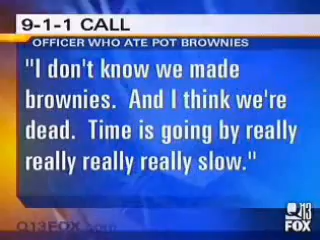 9-1-1 CALL
OFFICER WHO ATE POT BROWNIES
"I don't know we made
brownies.  And I think we're
dead.  Time is going by really
really really really slow."
Q13FOX.com
Q13
FOX